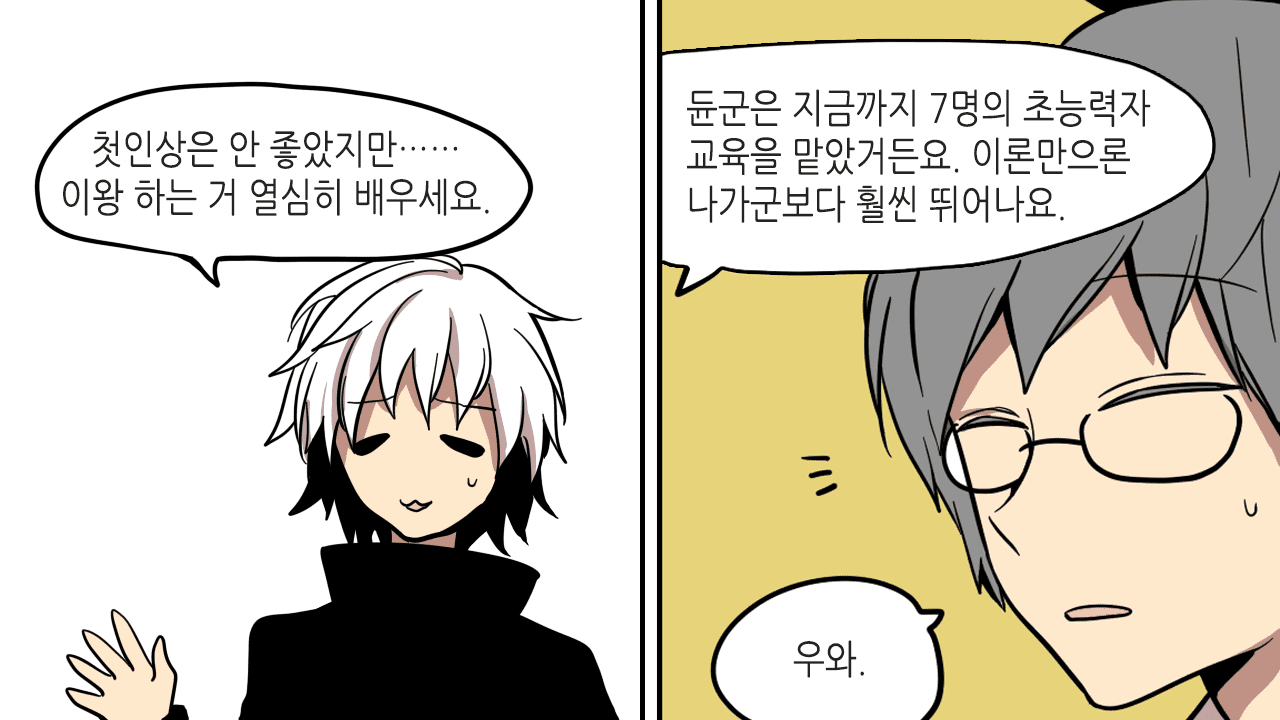 첫인상은 안 좋았지만……
이왕 하는 거 열심히 배우세요.
듄군은 지금까지 7명의 초능력자
교육을 맡았거든요. 이론만으론
나가군보다 훨씬 뛰어나요.
우와.